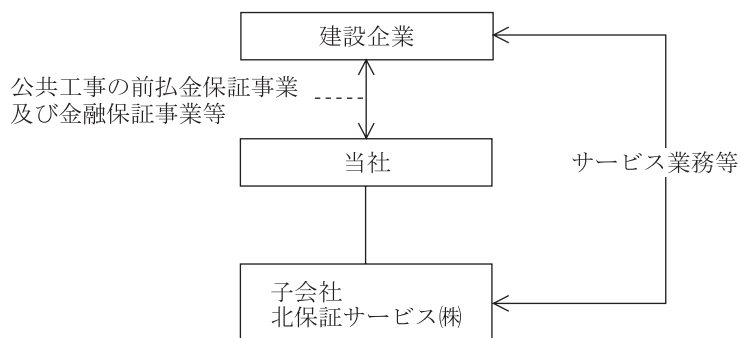 建設企業
公共工事の前払金保証事業
及び金融保証事業等
当社
サービス業務等
子会社
北保証サービス㈱